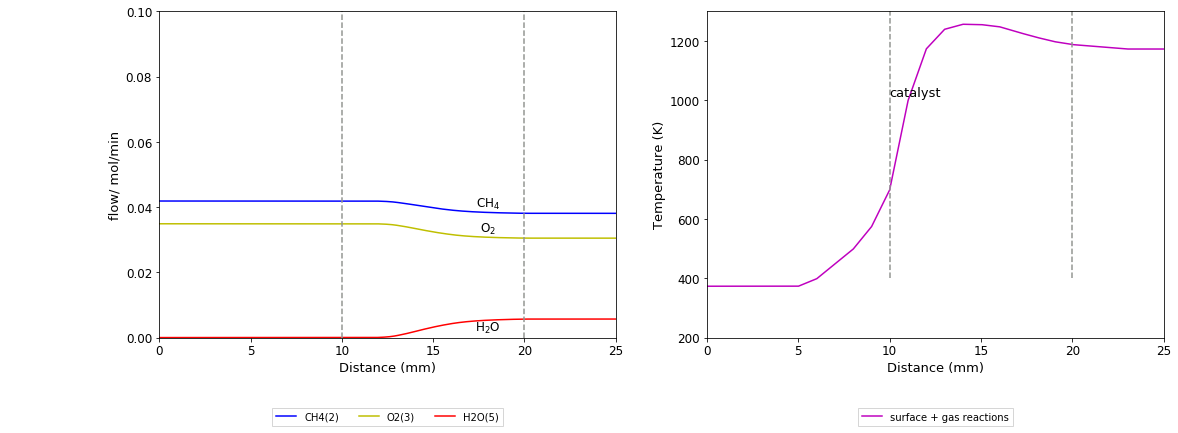 flow/ mol/min
0.10
0.08
0.06
0.04
0.02
0.00
CH₄
O₂
H₂O
0 5 10 15 20 25
Distance (mm)
CH4(2) O2(3) H2O(5)
Temperature (K)
1200
1000
800
600
400
200
catalyst
0 5 10 15 20 25
Distance (mm)
surface + gas reactions